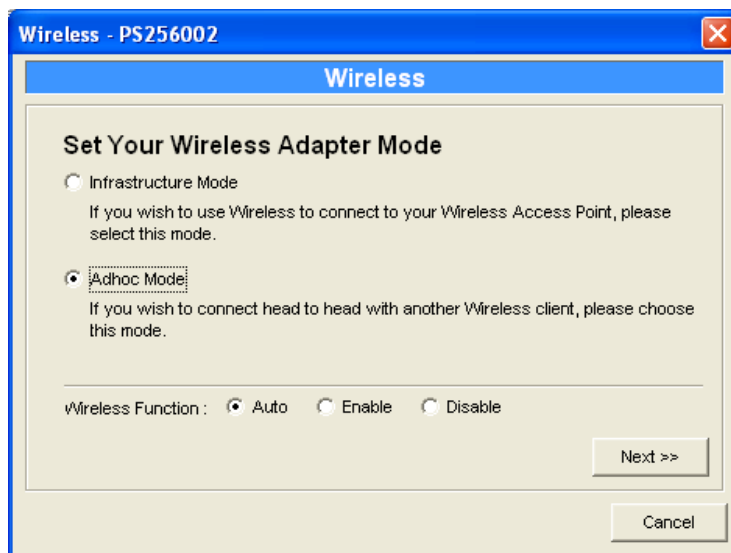 Wireless - PS256002
Wireless
Set Your Wireless Adapter Mode
Infrastructure Mode
If you wish to use Wireless to connect to your Wireless Access Point, please
select this mode.
Adhoc Mode
If you wish to connect head to head with another Wireless client, please choose
this mode.
Wireless Function : Auto Enable Disable
Next >>
Cancel